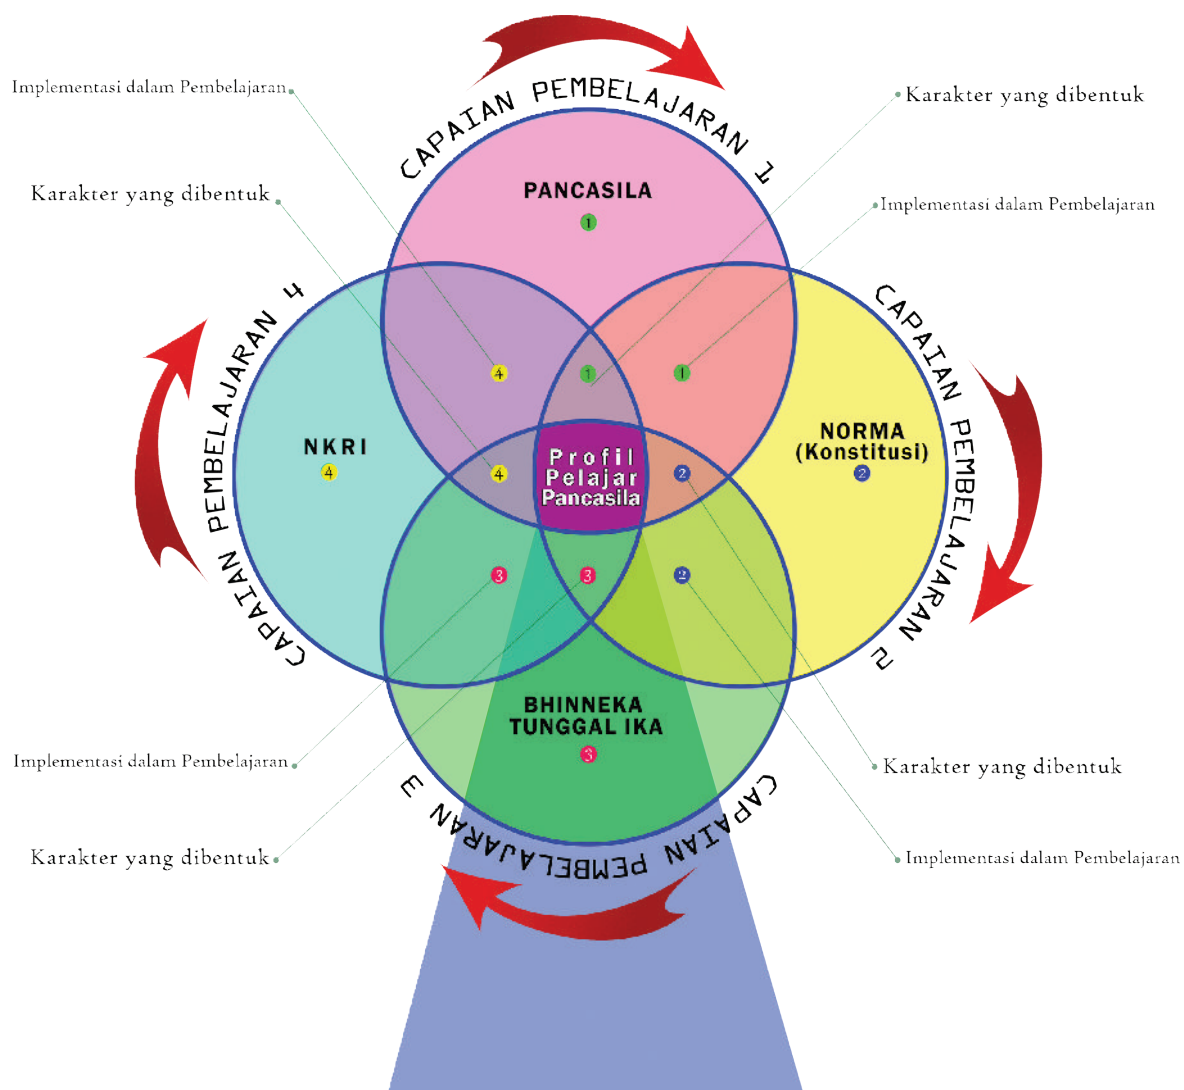 Implementasi dalam Pembelajaran
CAPAIAN PEMBELAJARAN 1
Karakter yang dibentuk
PANCASILA
1
Karakter yang dibentuk
Implementasi dalam Pembelajaran
CAPAIAN PEMBELAJARAN 4
CAPAIAN PEMBELAJARAN 2
4
1
1
NKRI
4
NORMA
(Konstitusi)
2
4
Profil
Pelajar
Pancasila
2
3
3
2
BHINNEKA
TUNGGAL IKA
3
Implementasi dalam Pembelajaran
Karakter yang dibentuk
CAPAIAN PEMBELAJARAN 3
Karakter yang dibentuk
Implementasi dalam Pembelajaran